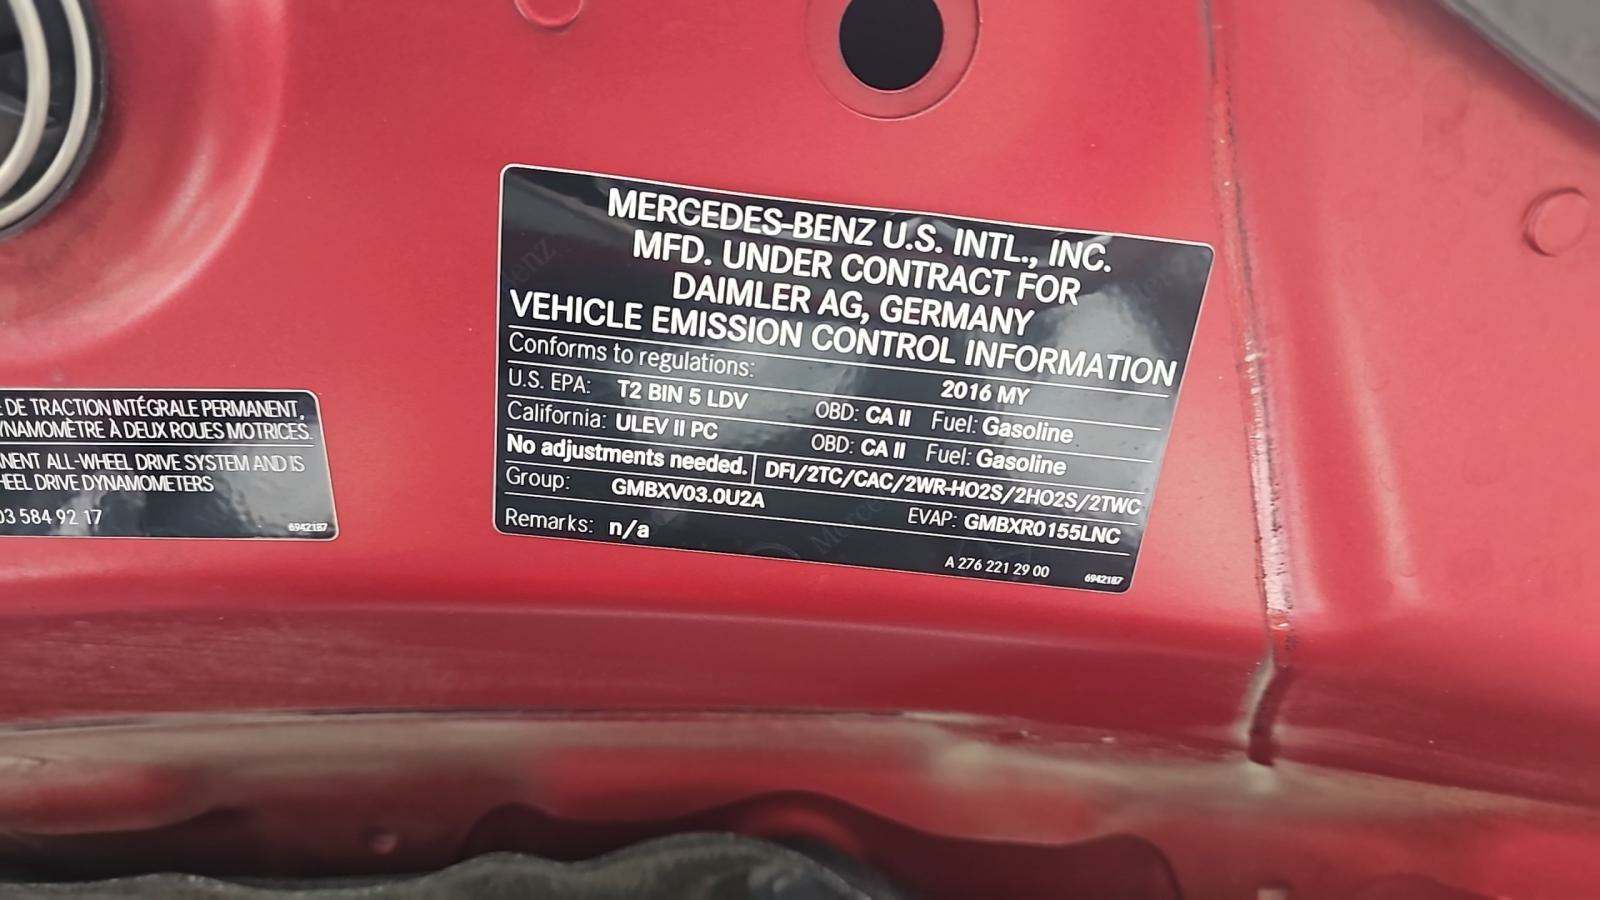 DE TRACTION INTÉGRALE PERMANENT,
À DEUX ROUES MOTRICES.
ALL-WHEEL DRIVE SYSTEM AND IS
DRIVE DYNAMOMETERS
03 584 92 17
6942187
MERCEDES-BENZ U.S. INTL., INC.
MFD. UNDER CONTRACT FOR
DAIMLER AG, GERMANY
VEHICLE EMISSION CONTROL INFORMATION
Conforms to regulations: 2016 MY
U.S. EPA: T2 BIN 5 LDV OBD: CA II Fuel: Gasoline
California: ULEV II PC OBD: CA II Fuel: Gasoline
No adjustments needed. DFI/2TC/CAC/2WR-HO2S/2HO2S/2TWC
Group: GMBXV03.0U2A EVAP: GMBXR0155LNC
Remarks: n/a
A 276 221 29 00 6942187